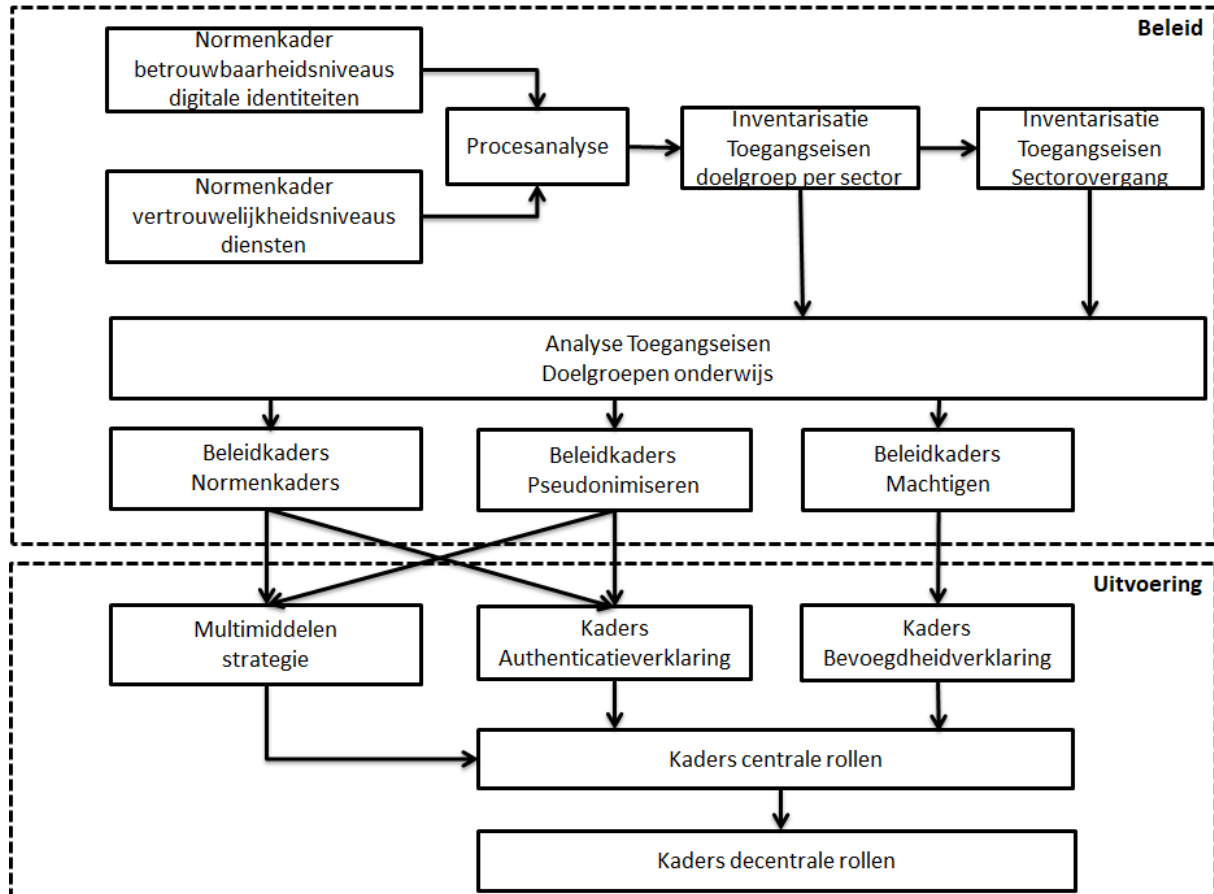 Beleid
Normenkader
betrouwbaarheidsniveaus
digitale identiteiten
Procesanalyse
Inventarisatie
Toegangseisen
doelgroep per sector
Inventarisatie
Toegangseisen
Sectorovergang
Normenkader
vertrouwelijkheidsniveaus
diensten
Analyse Toegangseisen
Doelgroepen onderwijs
Beleidkaders
Normenkaders
Beleidkaders
Pseudonimiseren
Beleidkaders
Machtigen
Uitvoering
Multimiddelen
strategie
Kaders
Authenticatieverklaring
Kaders
Bevoegdheidverklaring
Kaders centrale rollen
Kaders decentrale rollen